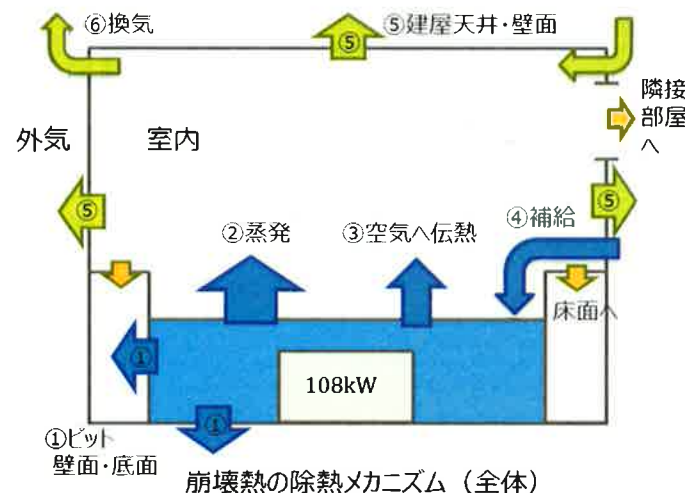 ⑥換気
⑤建屋天井・壁面
⑤
隣接
部屋
へ
外気
室内
⑤
⑤
②蒸発
③空気へ伝熱
④補給
床面へ
①
108kW
①
①ピット
壁面・底面
崩壊熱の除熱メカニズム（全体）